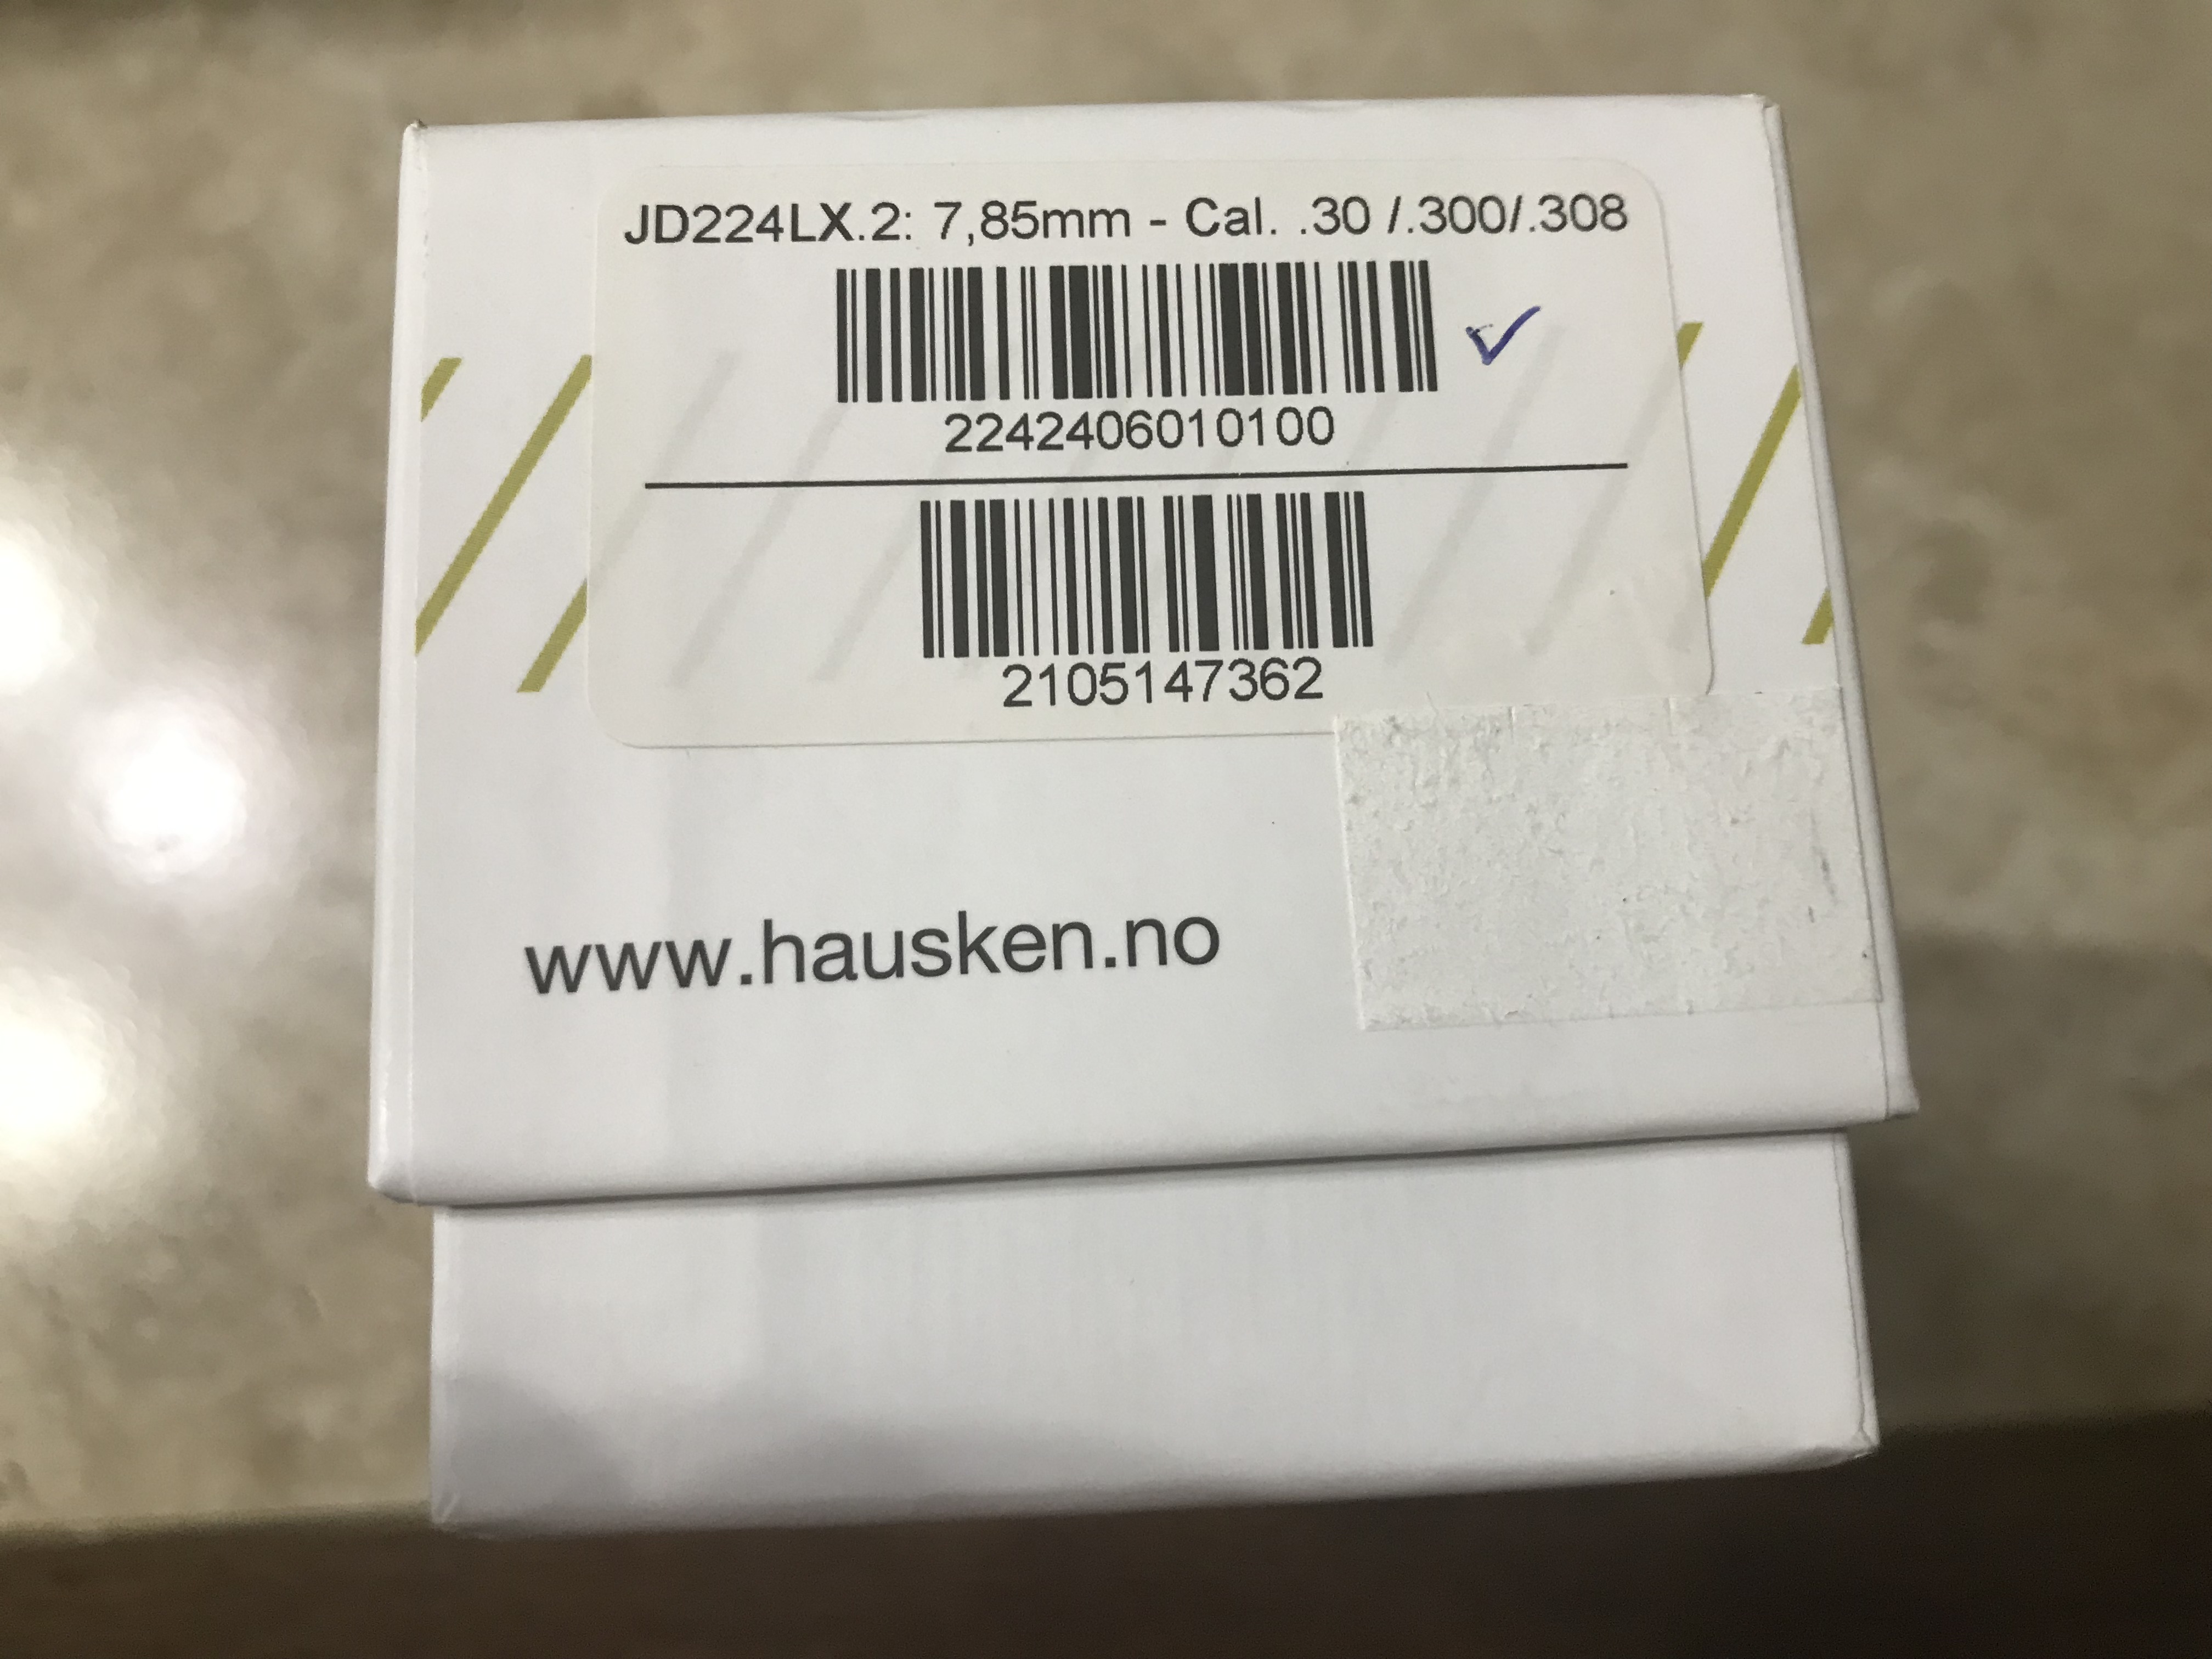 JD224LX.2: 7,85mm - Cal. .30 /.300/.308
2242406010100
2105147362
www.hausken.no